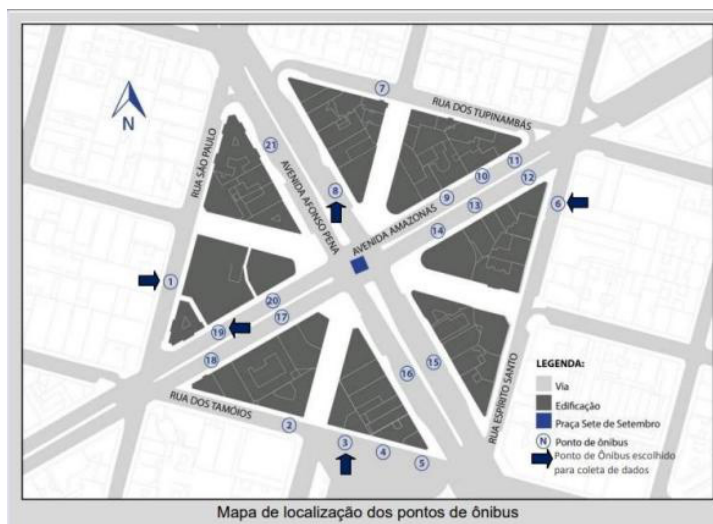 7
RUA DOS TUPINAMBÁS
N
21
11
RUA SÃO PAULO
10
12
8
9
6
AVENIDA AFONSO PENA
AVENIDA AMAZONAS
13
14
1
20
17
19
LEGENDA:
18
16
15
Via
Edificação
RUA DOS TAMÓIOS
RUA ESPÍRITO SANTO
Praça Sete de Setembro
2
N Ponto de ônibus
3
4
5
Ponto de Ônibus escolhido
para coleta de dados
Mapa de localização dos pontos de ônibus